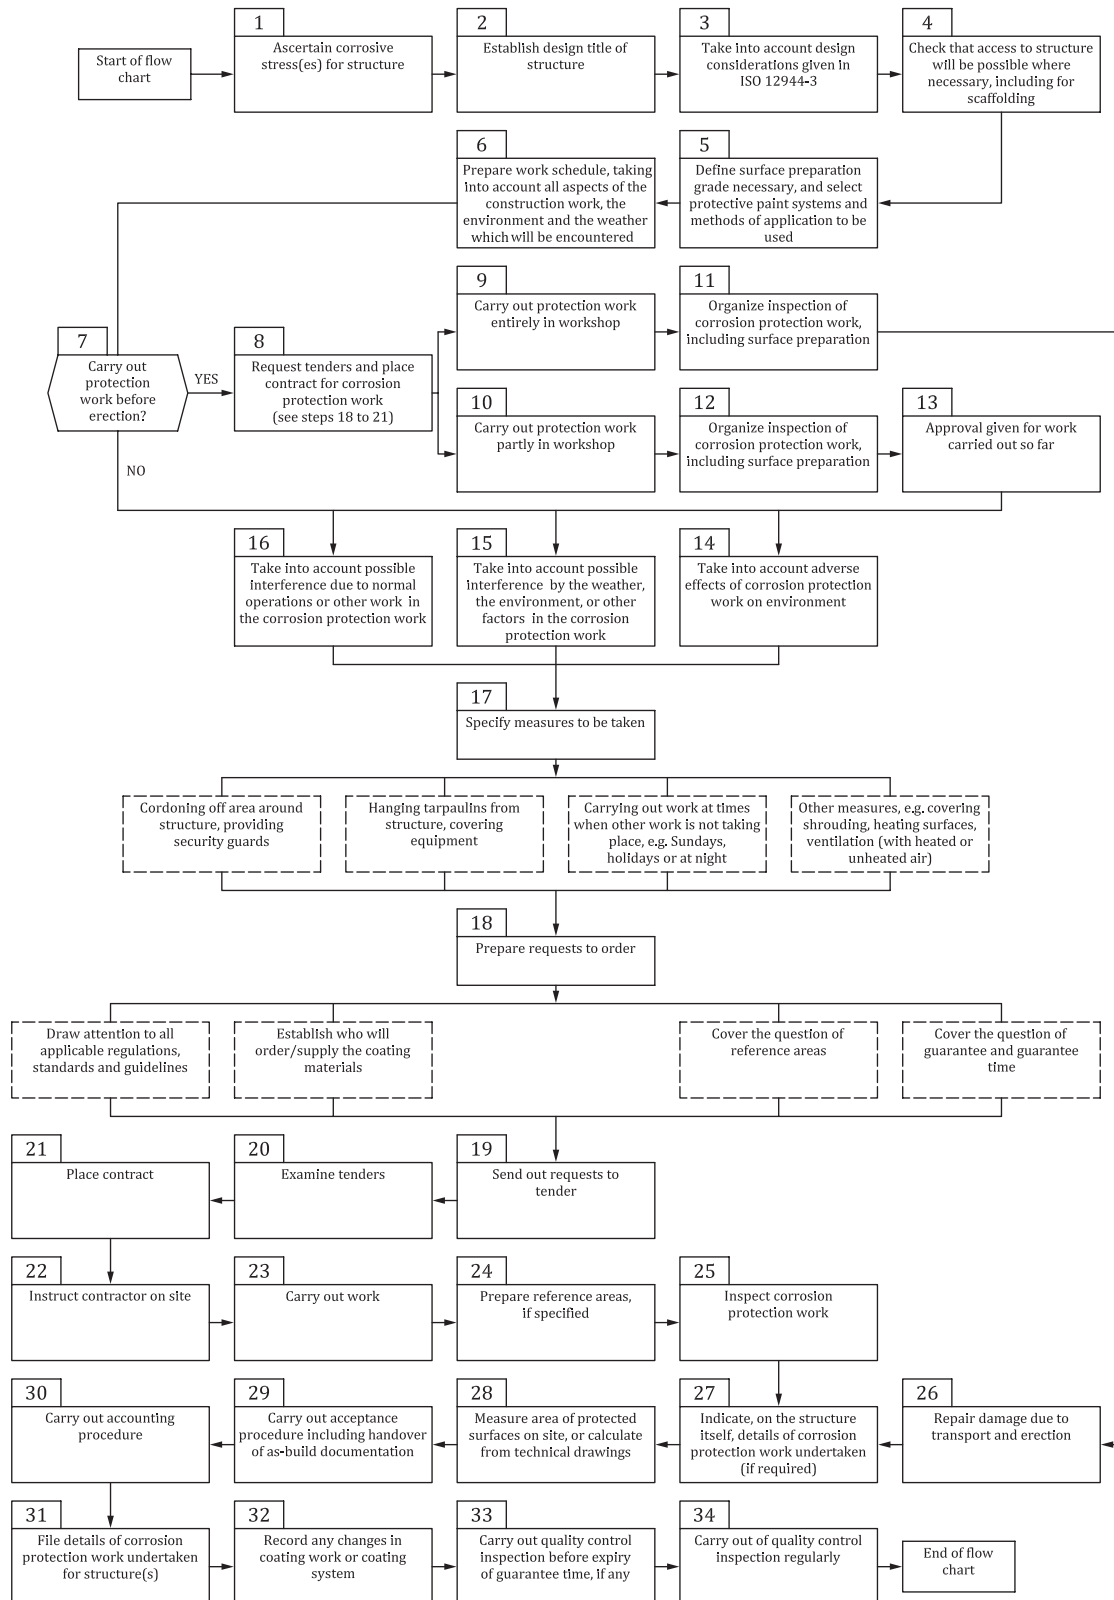 Start of flow
chart
1
Ascertain corrosive
stress(es) for structure
2
Establish design title of
structure
3
Take into account design
considerations given in
ISO 12944-3
4
Check that access to structure
will be possible where
necessary, including for
scaffolding
5
Define surface preparation
grade necessary, and select
protective paint systems and
methods of application to be
used
6
Prepare work schedule, taking
into account all aspects of the
construction work, the
environment and the weather
which will be encountered
7
Carry out
protection
work before
erection?
YES
NO
8
Request tenders and place
contract for corrosion
protection work
(see steps 18 to 21)
9
Carry out protection work
entirely in workshop
11
Organize inspection of
corrosion protection work,
including surface preparation
10
Carry out protection work
partly in workshop
12
Organize inspection of
corrosion protection work,
including surface preparation
13
Approval given for work
carried out so far
16
Take into account possible
interference due to normal
operations or other work in
the corrosion protection work
15
Take into account possible
interference by the weather,
the environment, or other
factors in the corrosion
protection work
14
Take into account adverse
effects of corrosion protection
work on environment
17
Specify measures to be taken
Cordoning off area around
structure, providing
security guards
Hanging tarpaulins from
structure, covering
equipment
Carrying out work at times
when other work is not taking
place, e.g. Sundays,
holidays or at night
Other measures, e.g. covering
shrouding, heating surfaces,
ventilation (with heated or
unheated air)
18
Prepare requests to order
Draw attention to all
applicable regulations,
standards and guidelines
Establish who will
order/supply the coating
materials
Cover the question of
reference areas
Cover the question of
guarantee and guarantee
time
21
Place contract
20
Examine tenders
19
Send out requests to
tender
22
Instruct contractor on site
23
Carry out work
24
Prepare reference areas,
if specified
25
Inspect corrosion
protection work
30
Carry out accounting
procedure
29
Carry out acceptance
procedure including handover
of as-build documentation
28
Measure area of protected
surfaces on site, or calculate
from technical drawings
27
Indicate, on the structure
itself, details of corrosion
protection work undertaken
(if required)
26
Repair damage due to
transport and erection
31
File details of corrosion
protection work undertaken
for structure(s)
32
Record any changes in
coating work or coating
system
33
Carry out quality control
inspection before expiry
of guarantee time, if any
34
Carry out of quality control
inspection regularly
End of flow
chart